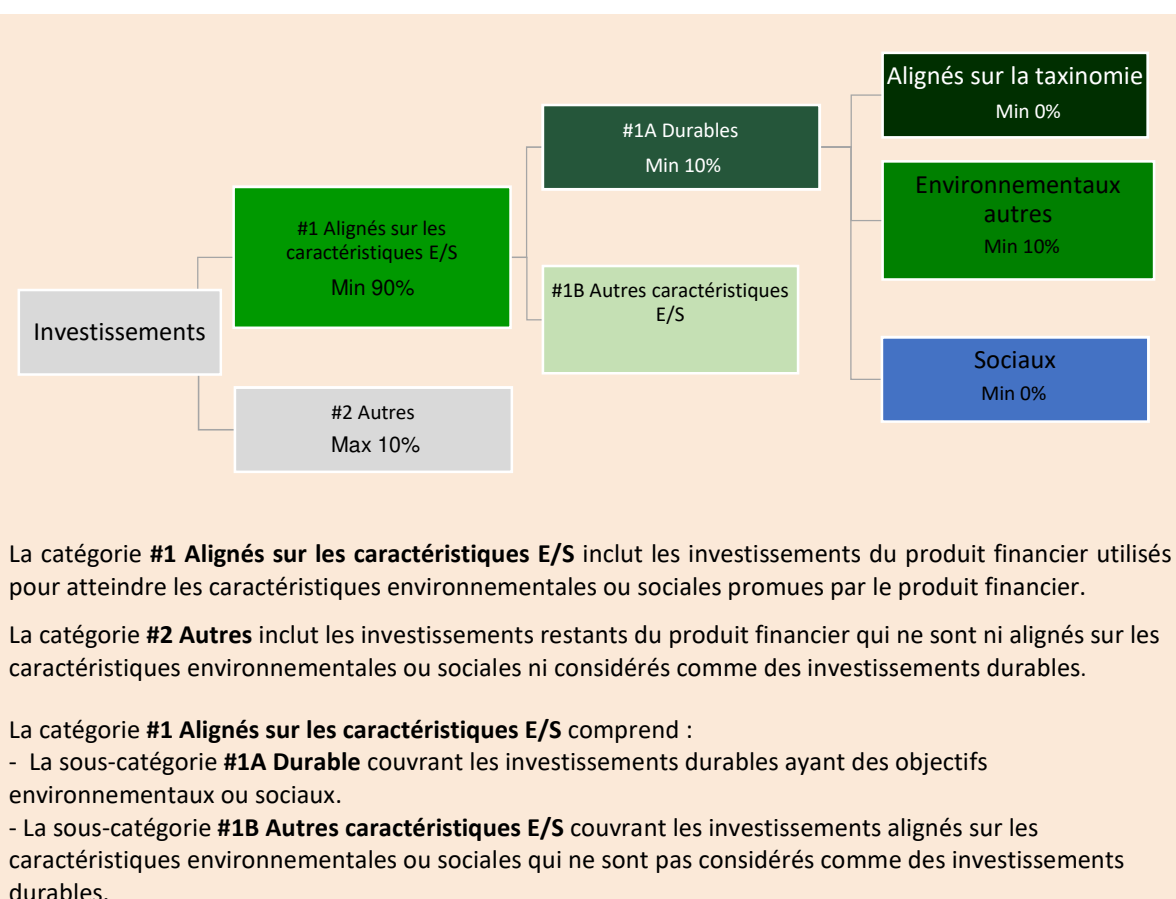 Investissements
#1 Alignés sur les
caractéristiques E/S
Min 90%
#2 Autres
Max 10%
#1A Durables
Min 10%
#1B Autres caractéristiques
E/S
Alignés sur la taxinomie
Min 0%
Environnementaux
autres
Min 10%
Sociaux
Min 0%
La catégorie #1 Alignés sur les caractéristiques E/S inclut les investissements du produit financier utilisés
pour atteindre les caractéristiques environnementales ou sociales promues par le produit financier.
La catégorie #2 Autres inclut les investissements restants du produit financier qui ne sont ni alignés sur les
caractéristiques environnementales ou sociales ni considérés comme des investissements durables.
La catégorie #1 Alignés sur les caractéristiques E/S comprend :
- La sous-catégorie #1A Durable couvrant les investissements durables ayant des objectifs
environnementaux ou sociaux.
- La sous-catégorie #1B Autres caractéristiques E/S couvrant les investissements alignés sur les
caractéristiques environnementales ou sociales qui ne sont pas considérés comme des investissements
durables.